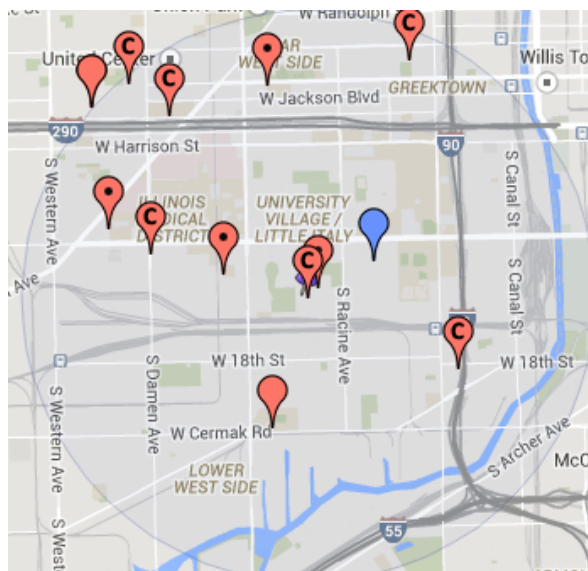 W Randolph
C
C
United Center
WEST SIDE
Willis To
C
GREEKTOWN
W Jackson Blvd
290
W Harrison St
90
S Western Ave
ILLINOIS
MEDICAL
DISTRICT
C
UNIVERSITY
VILLAGE /
LITTLE ITALY
S Canal St
S Canal St
C
S Racine Ave
C
W 18th St
W 18th St
S Damen Ave
S Western Ave
W Cermak Rd
S Archer Ave
McC
LOWER
WEST SIDE
S West
55